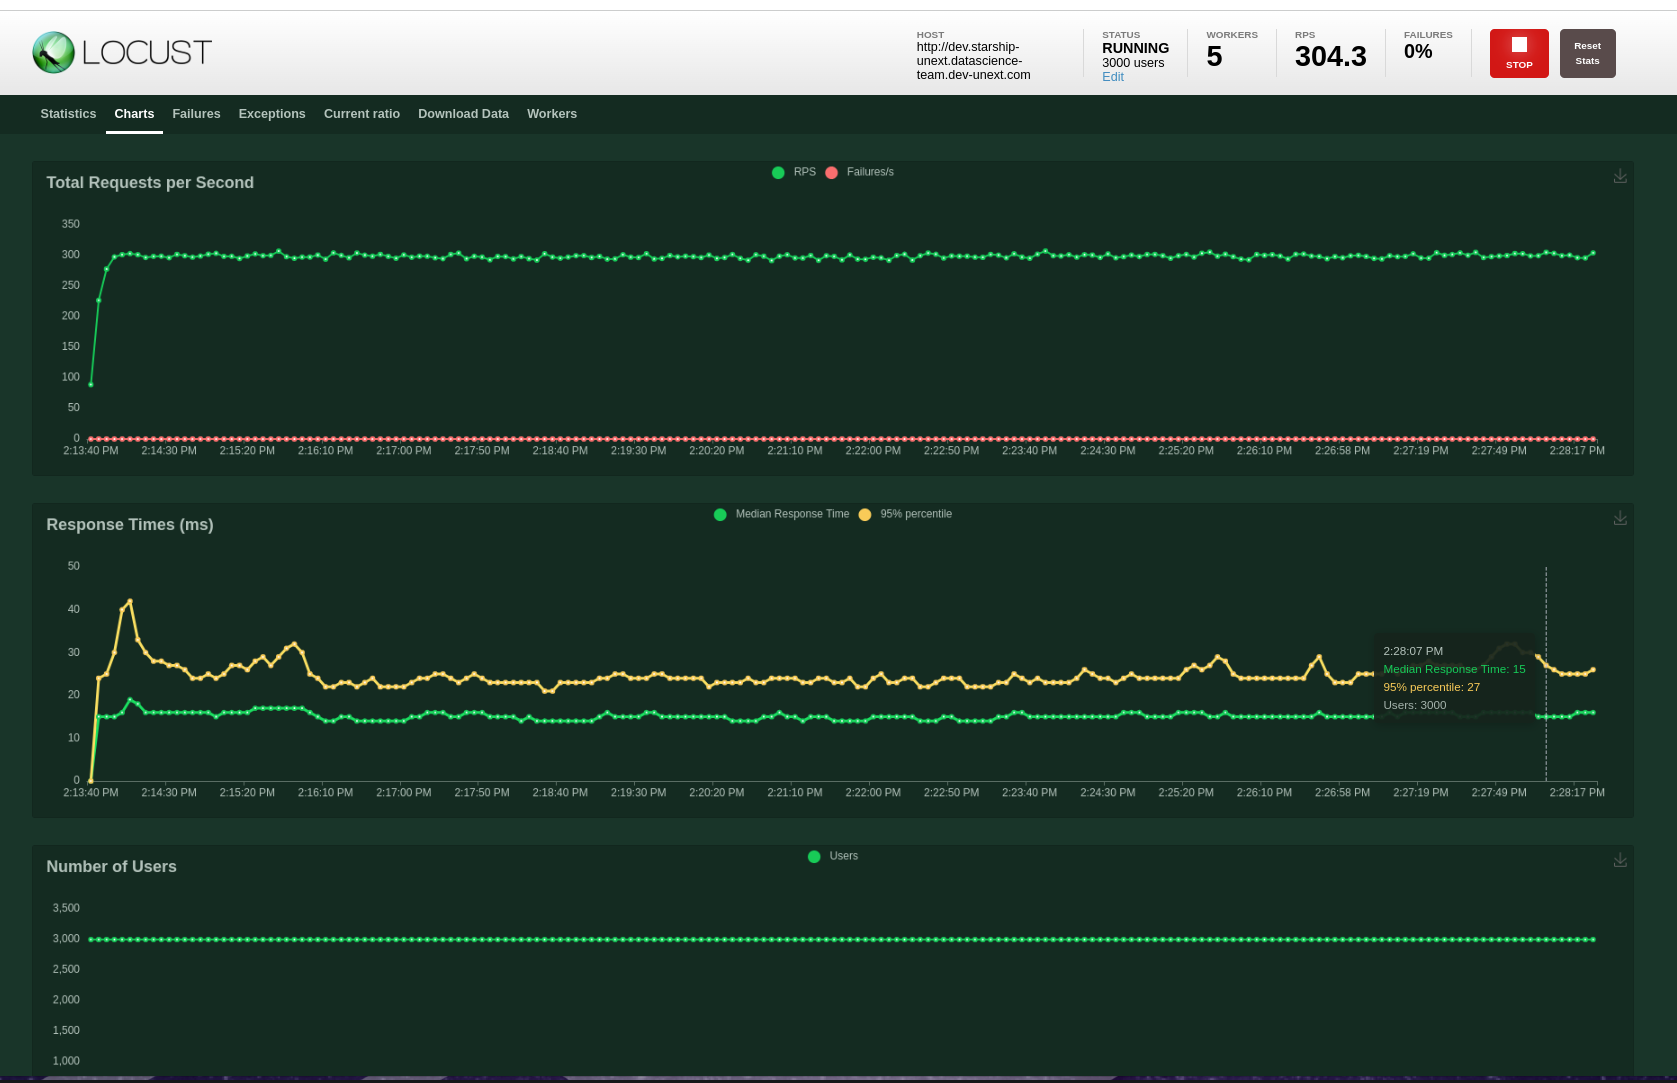 LOCUST
HOST
http://dev.starship-
unext.datascience-
team.dev-unext.com
STATUS
RUNNING
3000 users
Edit
WORKERS
5
RPS
304.3
FAILURES
0%
STOP
Reset
Stats
Statistics Charts Failures Exceptions Current ratio Download Data Workers
Total Requests per Second
RPS Failures/s
350
300
250
200
150
100
50
0
2:13:40 PM 2:14:30 PM 2:15:20 PM 2:16:10 PM 2:17:00 PM 2:17:50 PM 2:18:40 PM 2:19:30 PM 2:20:20 PM 2:21:10 PM 2:22:00 PM 2:22:50 PM 2:23:40 PM 2:24:30 PM 2:25:20 PM 2:26:10 PM 2:26:58 PM 2:27:19 PM 2:27:49 PM 2:28:17 PM
Response Times (ms)
Median Response Time 95% percentile
50
40
30
20
10
0
2:28:07 PM
Median Response Time: 15
95% percentile: 27
Users: 3000
2:13:40 PM 2:14:30 PM 2:15:20 PM 2:16:10 PM 2:17:00 PM 2:17:50 PM 2:18:40 PM 2:19:30 PM 2:20:20 PM 2:21:10 PM 2:22:00 PM 2:22:50 PM 2:23:40 PM 2:24:30 PM 2:25:20 PM 2:26:10 PM 2:26:58 PM 2:27:19 PM 2:27:49 PM 2:28:17 PM
Number of Users
Users
3,500
3,000
2,500
2,000
1,500
1,000